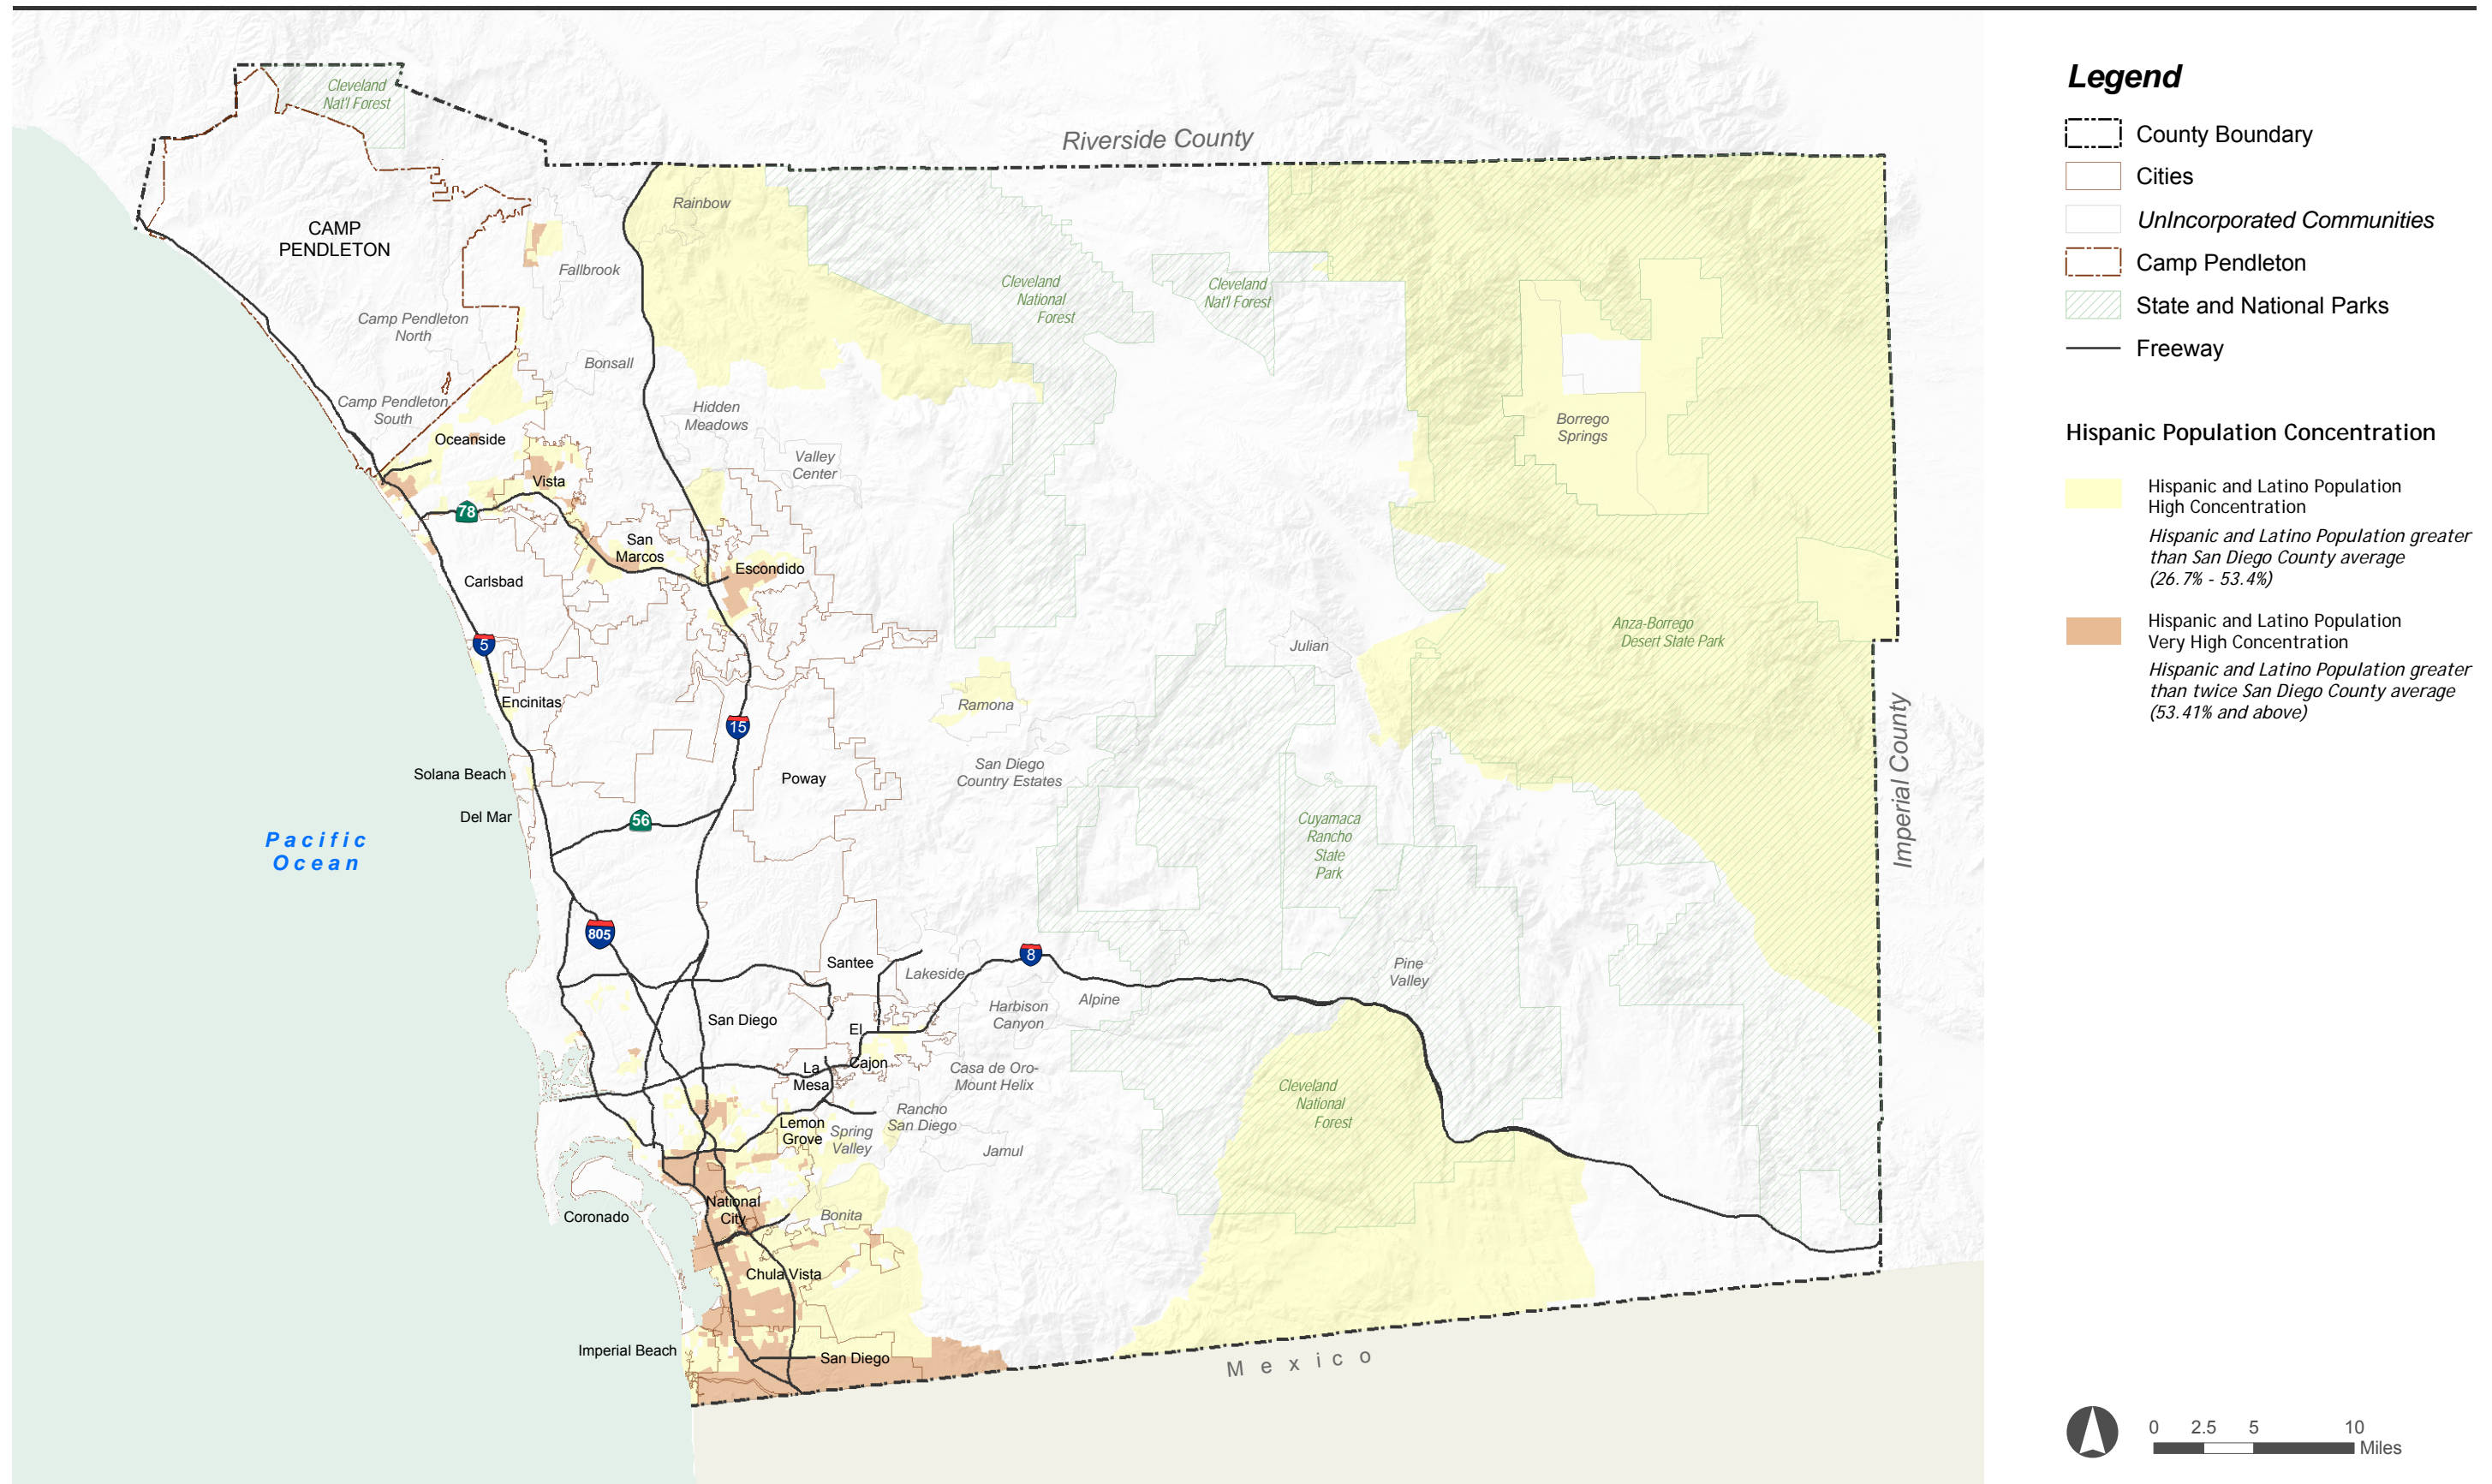 Cleveland
Nat'l Forest
Riverside County
CAMP
PENDLETON
Rainbow
Fallbrook
Cleveland
National
Forest
Cleveland
Nat'l Forest
Camp Pendleton
North
Bonsall
Camp Pendleton
South
Hidden
Meadows
Borrego
Springs
Oceanside
Valley
Center
Vista
78
San
Marcos
Escondido
Carlsbad
5
Anza-Borrego
Desert State Park
Julian
Encinitas
Ramona
15
Imperial County
Solana Beach
Poway
San Diego
Country Estates
Del Mar
56
Pacific
Ocean
Cuyamaca
Rancho
State
Park
805
Santee
Lakeside
8
Pine
Valley
Harbison
Canyon
Alpine
San Diego
El
Cajon
La
Mesa
Casa de Oro-
Mount Helix
Cleveland
National
Forest
Rancho
San Diego
Lemon
Grove
Spring
Valley
Jamul
National
City
Bonita
Coronado
Chula Vista
Imperial Beach
San Diego
Mexico
Legend
County Boundary
Cities
UnIncorporated Communities
Camp Pendleton
State and National Parks
Freeway
Hispanic Population Concentration
Hispanic and Latino Population
High Concentration
Hispanic and Latino Population greater
than San Diego County average
(26.7% - 53.4%)
Hispanic and Latino Population
Very High Concentration
Hispanic and Latino Population greater
than twice San Diego County average
(53.41% and above)
0 2.5 5 10
Miles